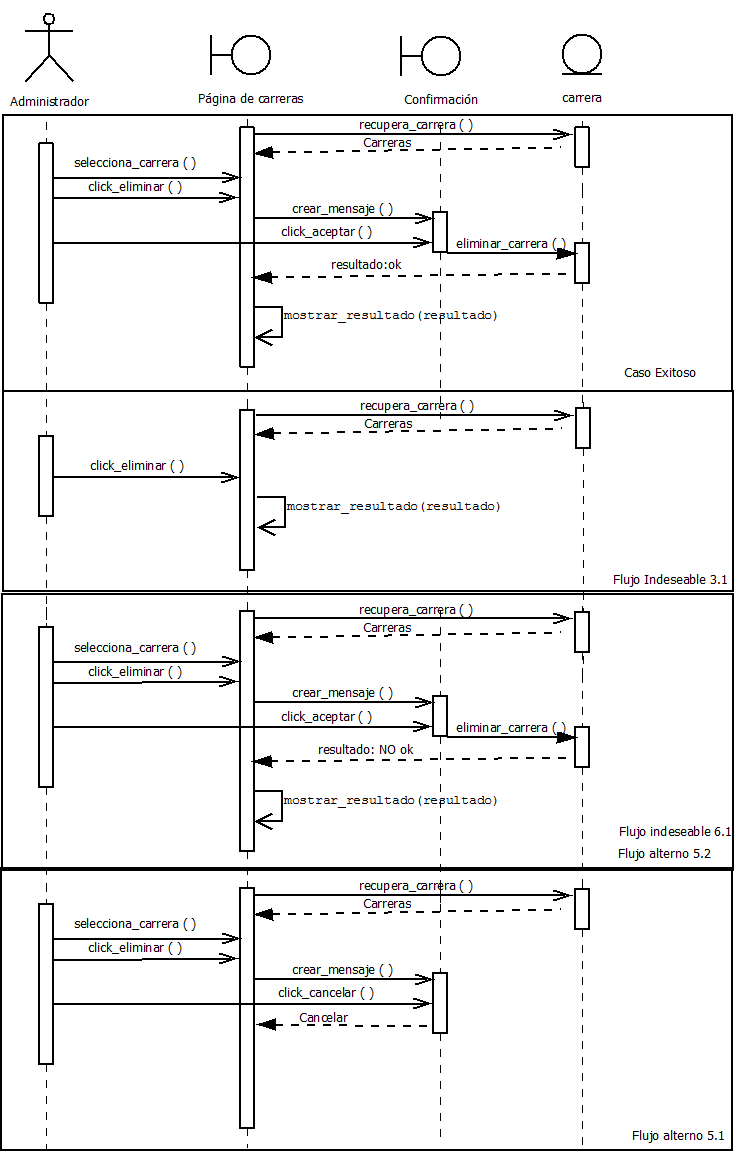 Administrador
Página de carreras
Confirmación
carrera
recupera_carrera ( )
Carreras
selecciona_carrera ( )
click_eliminar ( )
crear_mensaje ( )
click_aceptar ( )
eliminar_carrera ( )
resultado:ok
mostrar_resultado(resultado)
Caso Exitoso
recupera_carrera ( )
Carreras
click_eliminar ( )
mostrar_resultado(resultado)
Flujo Indeseable 3.1
recupera_carrera ( )
Carreras
selecciona_carrera ( )
click_eliminar ( )
crear_mensaje ( )
click_aceptar ( )
eliminar_carrera ( )
resultado: NO ok
mostrar_resultado(resultado)
Flujo indeseable 6.1
Flujo alterno 5.2
recupera_carrera ( )
Carreras
selecciona_carrera ( )
click_eliminar ( )
crear_mensaje ( )
click_cancelar ( )
Cancelar
Flujo alterno 5.1